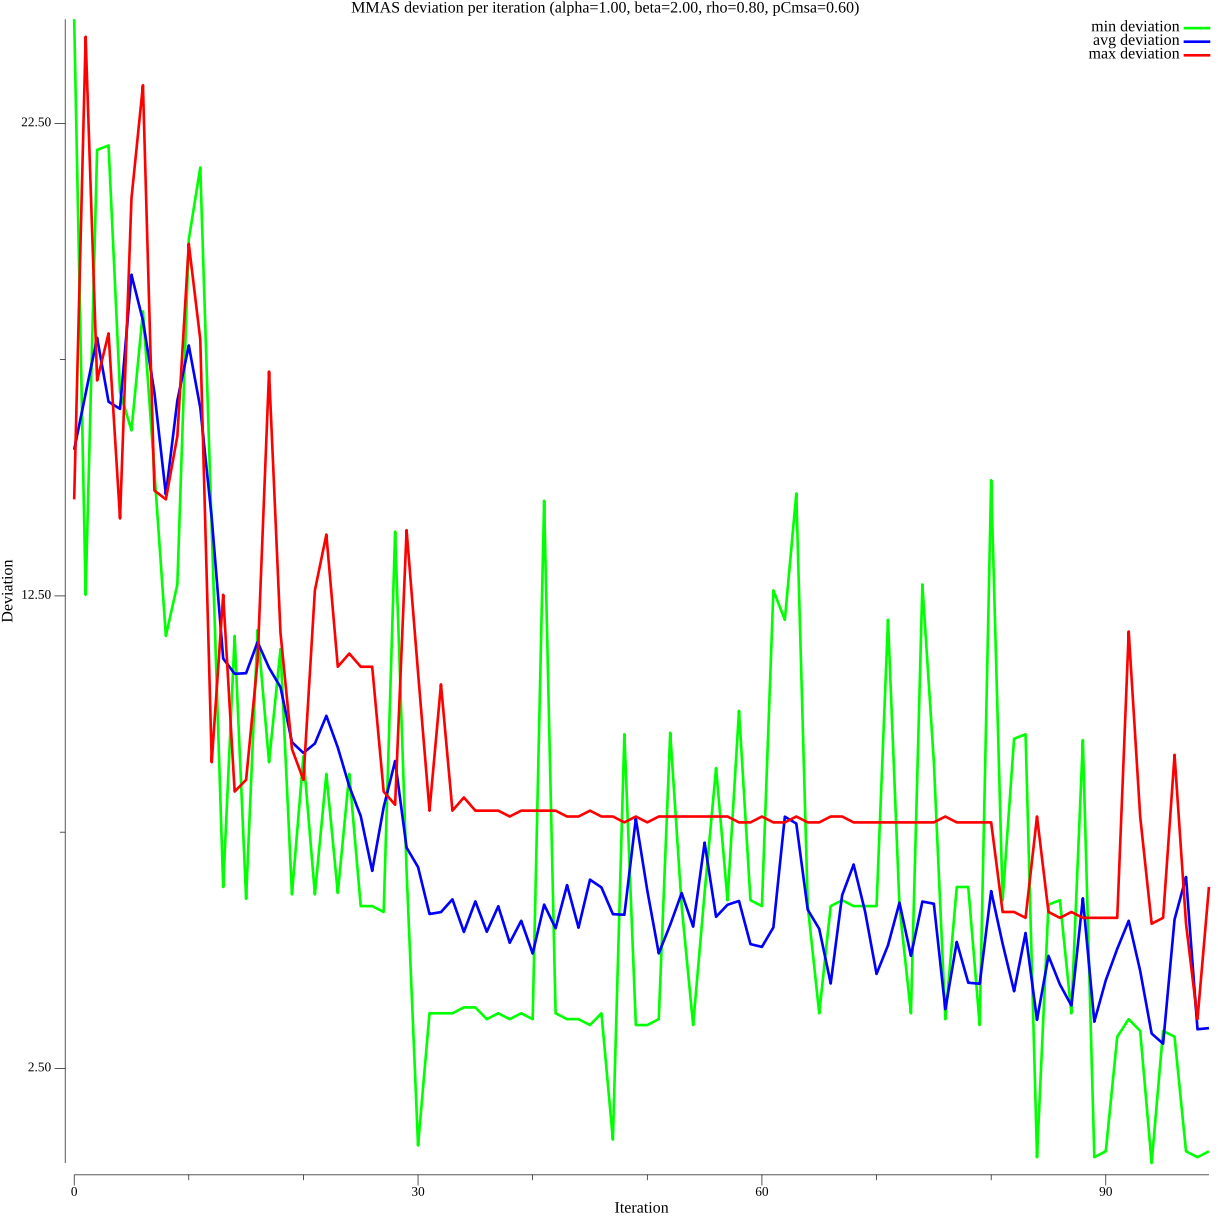 MMAS deviation per iteration (alpha=1.00, beta=2.00, rho=0.80, pCmsa=0.60)
min deviation
avg deviation
max deviation
22.50
12.50
2.50
Deviation
0
30
60
90
Iteration